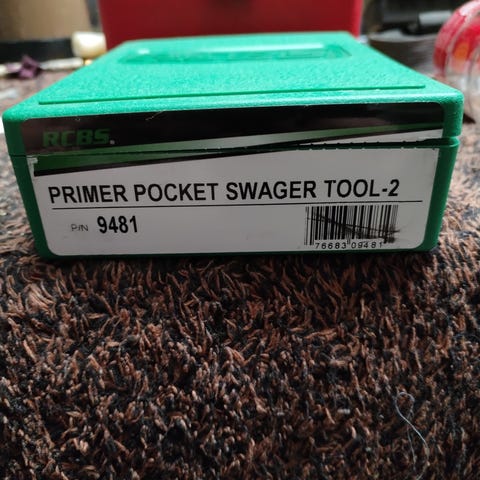 RCBS.
PRIMER POCKET SWAGER TOOL-2
P/N 9481
76683 09481